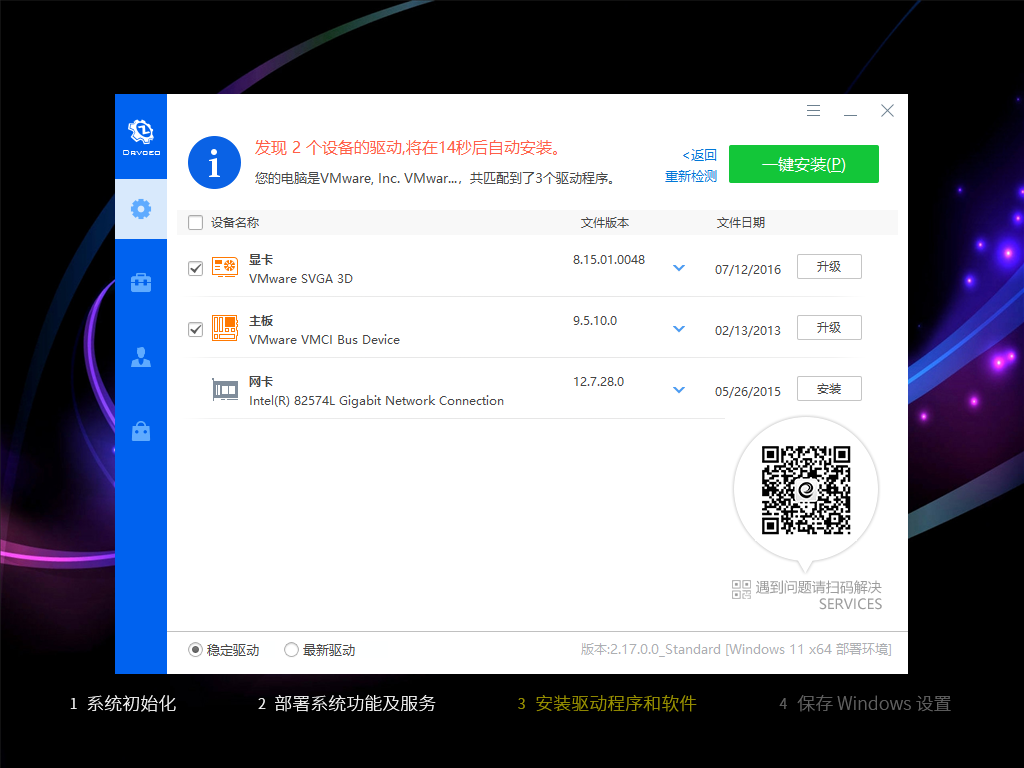 DRVCEO
发现 2 个设备的驱动,将在14秒后自动安装。
您的电脑是VMware, Inc. VMwar...，共匹配到了3个驱动程序。
<返回
重新检测
一键安装(P)
设备名称 文件版本 文件日期
显卡
VMware SVGA 3D
8.15.01.0048
07/12/2016
升级
主板
VMware VMCI Bus Device
9.5.10.0
02/13/2013
升级
网卡
Intel(R) 82574L Gigabit Network Connection
12.7.28.0
05/26/2015
安装
遇到问题请扫码解决
SERVICES
稳定驱动 最新驱动
版本:2.17.0.0_Standard [Windows 11 x64 部署环境]
1 系统初始化 2 部署系统功能及服务 3 安装驱动程序和软件 4 保存 Windows 设置